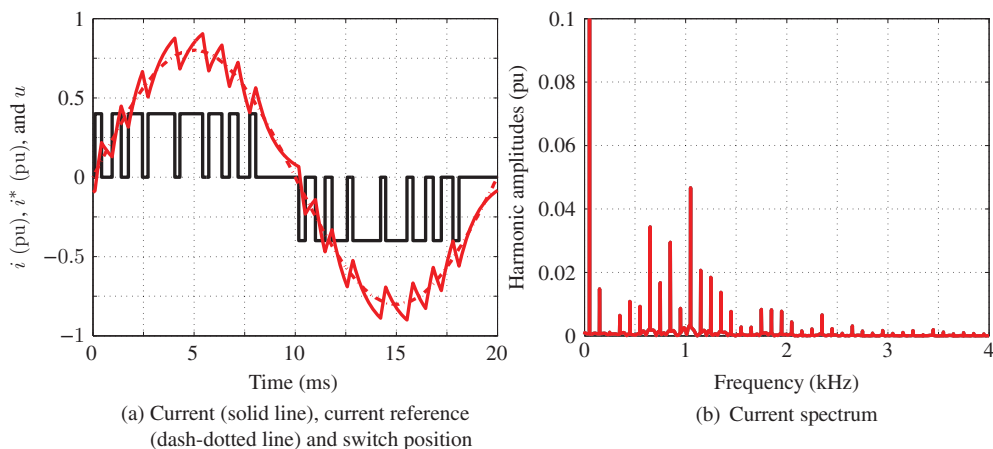 1
0.5
0
−0.5
−1
i (pu), i* (pu), and u
0 5 10 15 20
Time (ms)
(a) Current (solid line), current reference
(dash-dotted line) and switch position
0.1
0.08
0.06
0.04
0.02
0
Harmonic amplitudes (pu)
0 1 2 3 4
Frequency (kHz)
(b) Current spectrum